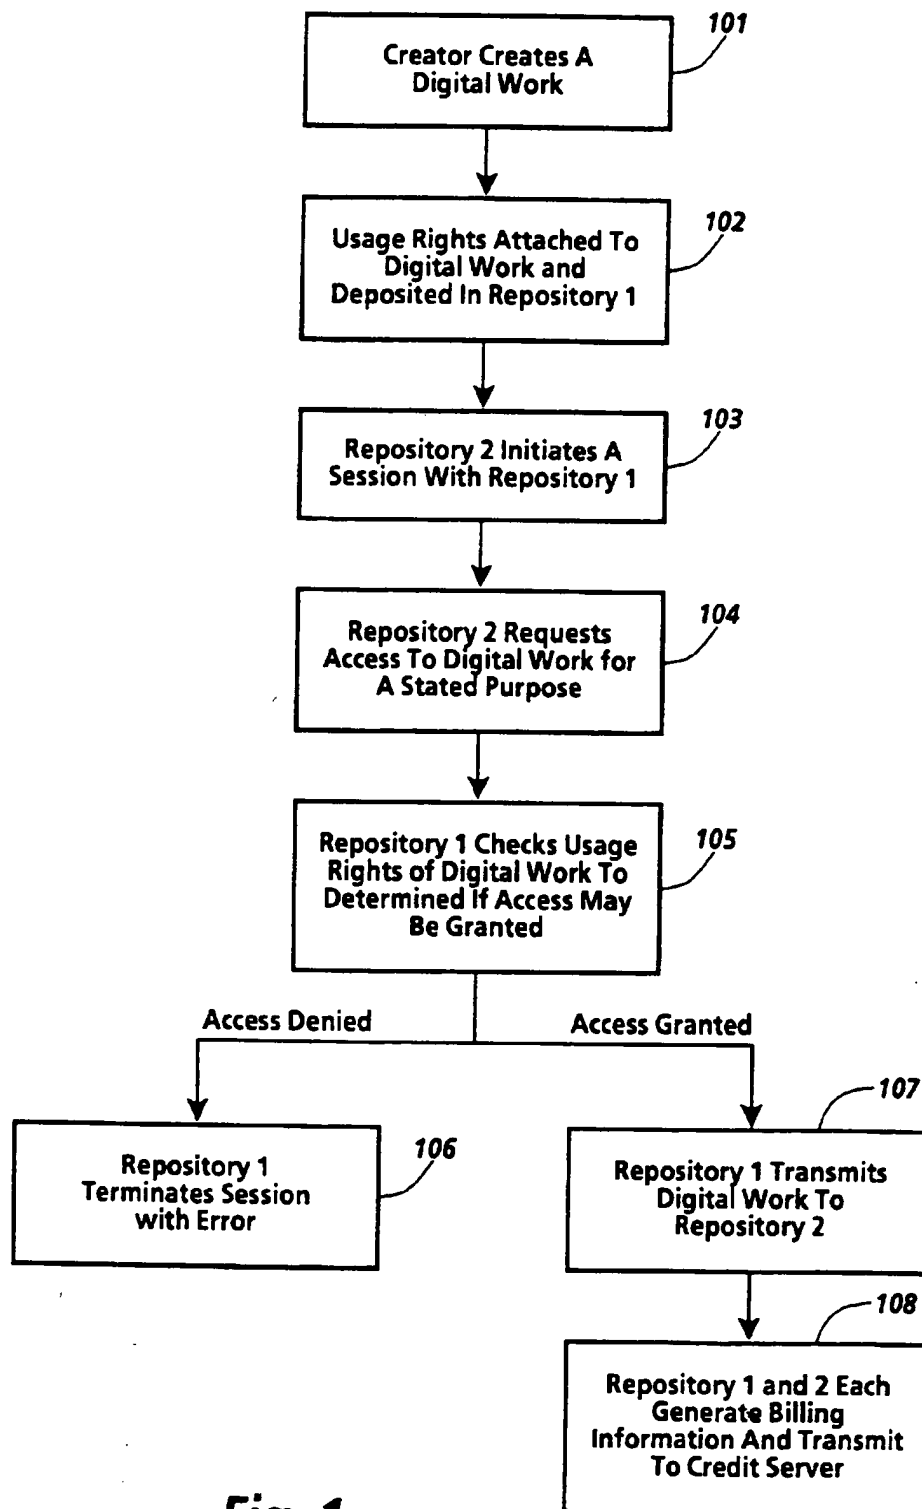 101
Creator Creates A
Digital Work
102
Usage Rights Attached To
Digital Work and
Deposited In Repository 1
103
Repository 2 Initiates A
Session With Repository 1
104
Repository 2 Requests
Access To Digital Work for
A Stated Purpose
105
Repository 1 Checks Usage
Rights of Digital Work To
Determined If Access May
Be Granted
Access Denied
Access Granted
106
Repository 1
Terminates Session
with Error
107
Repository 1 Transmits
Digital Work To
Repository 2
108
Repository 1 and 2 Each
Generate Billing
Information And Transmit
To Credit Server
Fig. 1